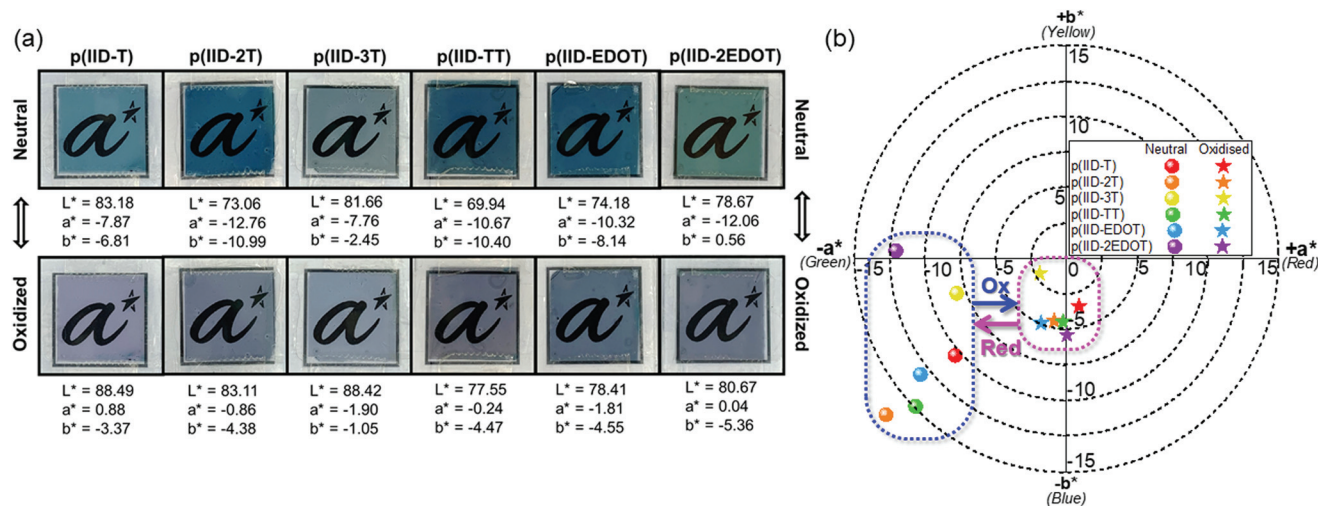 (a)
p(IID-T) p(IID-2T) p(IID-3T) p(IID-TT) p(IID-EDOT) p(IID-2EDOT)
Neutral
a a a a a a
Neutral
L* = 83.18 L* = 73.06 L* = 81.66 L* = 69.94 L* = 74.18 L* = 78.67
a* = -7.87 a* = -12.76 a* = -7.76 a* = -10.67 a* = -10.32 a* = -12.06
b* = -6.81 b* = -10.99 b* = -2.45 b* = -10.40 b* = -8.14 b* = 0.56
Oxidized
a a a a a a
Oxidized
L* = 88.49 L* = 83.11 L* = 88.42 L* = 77.55 L* = 78.41 L* = 80.67
a* = 0.88 a* = -0.86 a* = -1.90 a* = -0.24 a* = -1.81 a* = 0.04
b* = -3.37 b* = -4.38 b* = -1.05 b* = -4.47 b* = -4.55 b* = -5.36
(b)
+b*
(Yellow)
15
10
Neutral Oxidised
p(IID-T)
p(IID-2T)
p(IID-3T)
p(IID-TT)
p(IID-EDOT)
p(IID-2EDOT)
5
-a* +a*
(Green) -15 -10 -5 0 5 10 15 (Red)
Ox
Red
-5
-10
-15
-b*
(Blue)